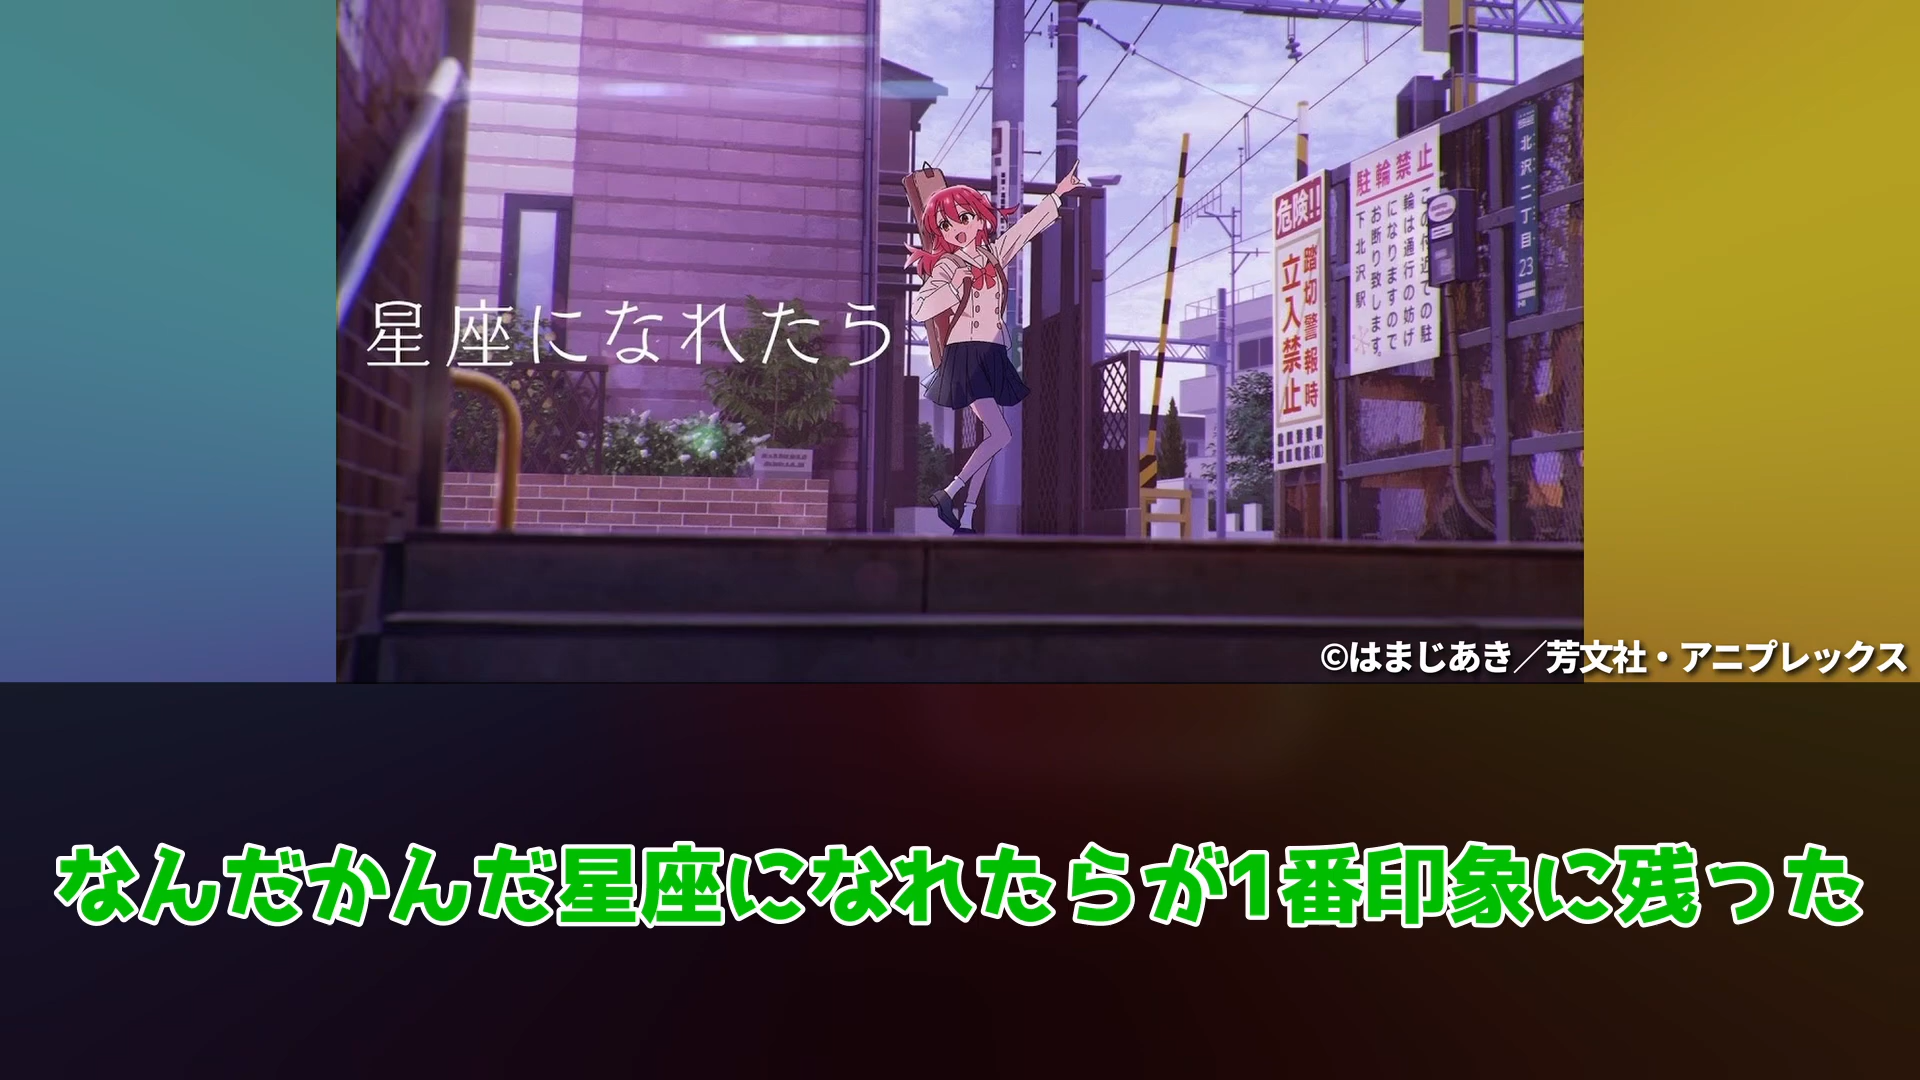 星座になれたら
危険!!
踏切警報時
立入禁止
駐輪禁止
この付近での駐
輪は通行の妨げ
になりますので
お断り致します。
下北沢駅
北沢二丁目
23
©はまじあき／芳文社・アニプレックス
なんだかんだ星座になれたらが1番印象に残った